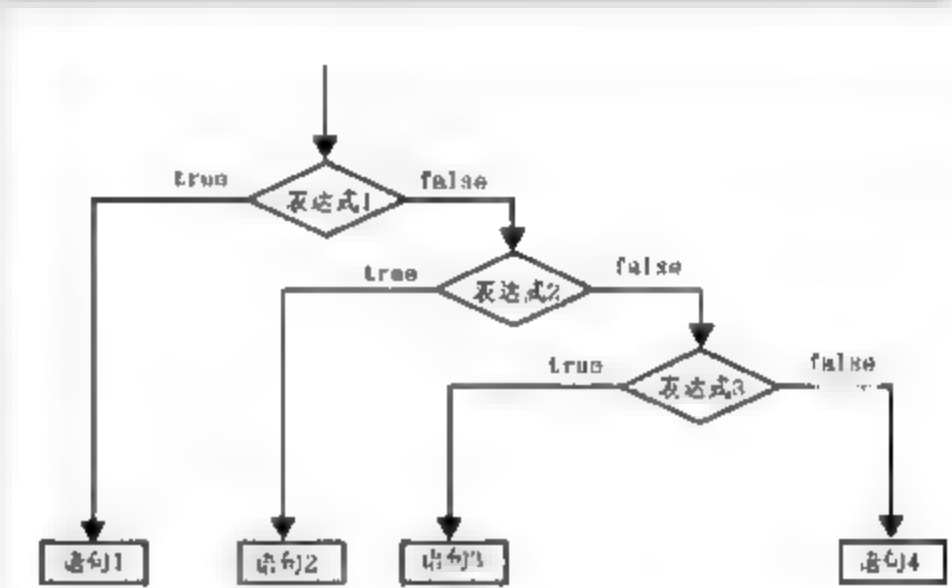 true
false
表达式1
true
false
表达式2
true
false
表达式3
语句1
语句2
语句3
语句4